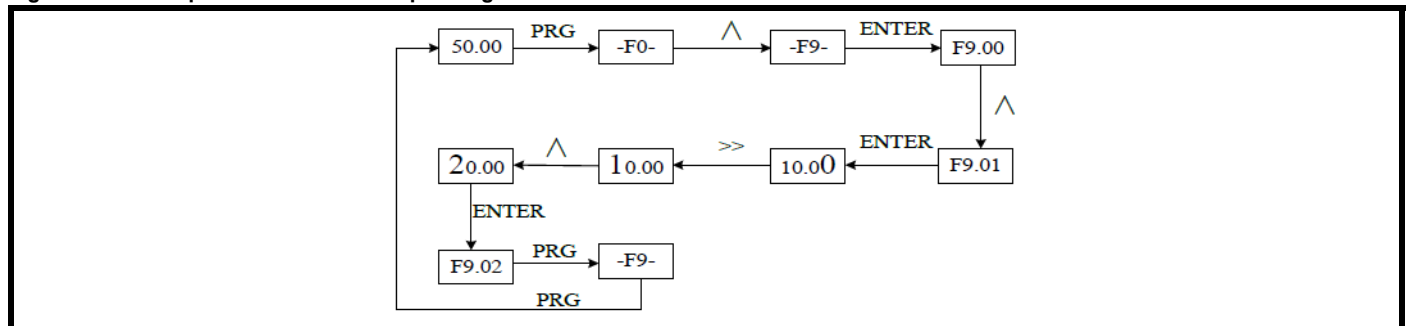 PRG ∧ ENTER
50.00 -F0- -F9- F9.00
∧
∧ >> ENTER
20.00 10.00 10.00 F9.01
ENTER
PRG
F9.02 -F9-
PRG